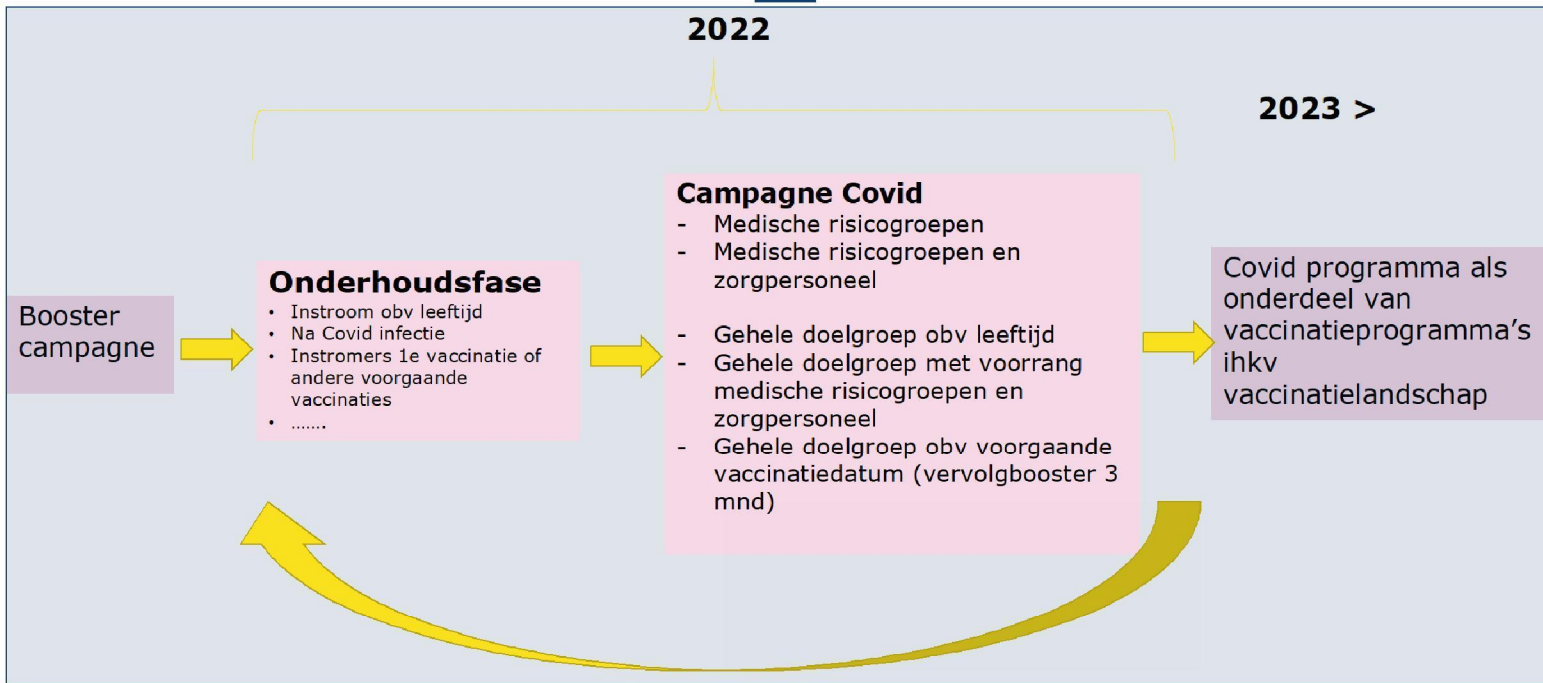 2022
2023 >
Booster
campagne
Onderhoudsfase
• Instroom obv leeftijd
• Na Covid infectie
• Instromers 1e vaccinatie of
andere voorgaande
vaccinaties
• .......
Campagne Covid
- Medische risicogroepen
- Medische risicogroepen en
zorgpersoneel
- Gehele doelgroep obv leeftijd
- Gehele doelgroep met voorrang
medische risicogroepen en
zorgpersoneel
- Gehele doelgroep obv voorgaande
vaccinatiedatum (vervolgbooster 3
mnd)
Covid programma als
onderdeel van
vaccinatieprogramma's
ihkv
vaccinatielandschap